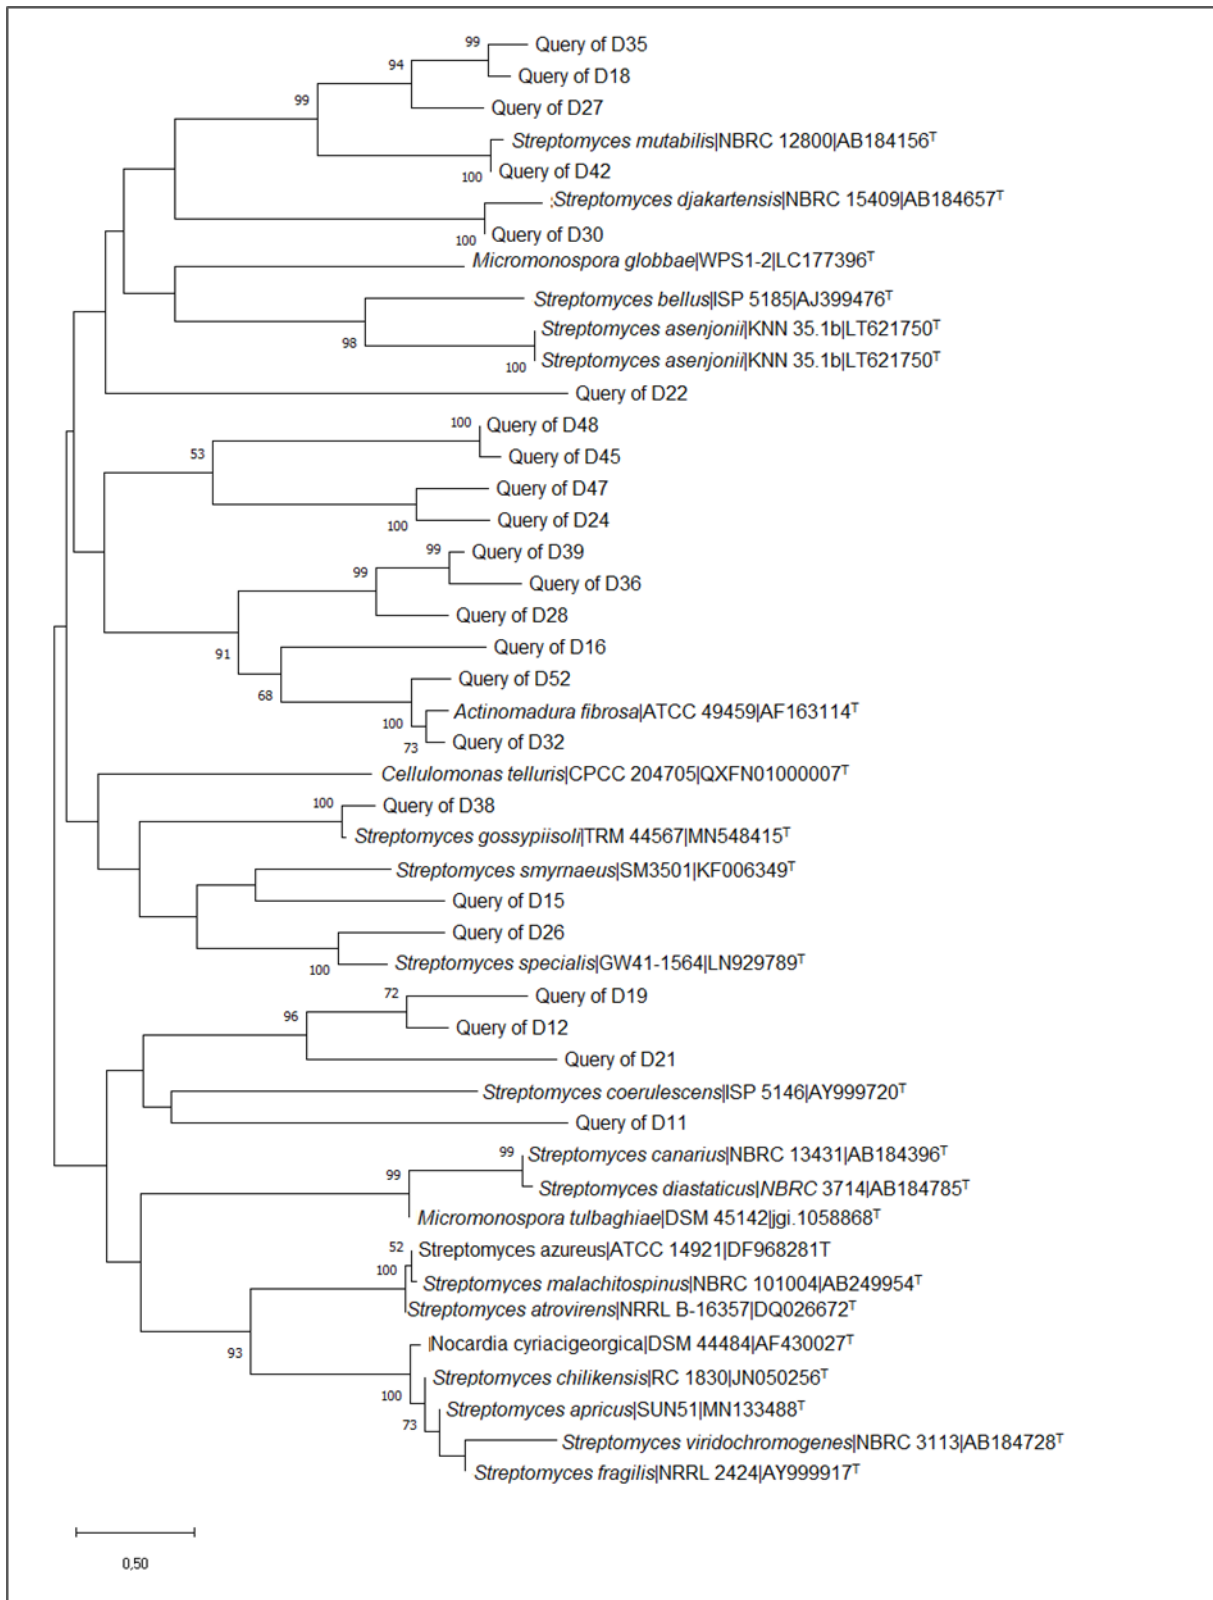 99
Query of D35
94
Query of D18
99
Query of D27
Streptomyces mutabilis|NBRC 12800|AB184156ᵀ
100
Query of D42
Streptomyces djakartensis|NBRC 15409|AB184657ᵀ
100
Query of D30
Micromonospora globbae|WPS1-2|LC177396ᵀ
Streptomyces bellus|ISP 5185|AJ399476ᵀ
98
Streptomyces asenjonii|KNN 35.1b|LT621750ᵀ
100
Streptomyces asenjonii|KNN 35.1b|LT621750ᵀ
Query of D22
100
Query of D48
53
Query of D45
Query of D47
100
Query of D24
99
Query of D39
99
Query of D36
Query of D28
91
Query of D16
68
Query of D52
100
Actinomadura fibrosa|ATCC 49459|AF163114ᵀ
73
Query of D32
Cellulomonas telluris|CPCC 204705|QXFN01000007ᵀ
100
Query of D38
Streptomyces gossypiisoli|TRM 44567|MN548415ᵀ
Streptomyces smyrnaeus|SM3501|KF006349ᵀ
Query of D15
Query of D26
100
Streptomyces specialis|GW41-1564|LN929789ᵀ
72
Query of D19
96
Query of D12
Query of D21
Streptomyces coerulescens|ISP 5146|AY999720ᵀ
Query of D11
99
Streptomyces canarius|NBRC 13431|AB184396ᵀ
99
Streptomyces diastaticus|NBRC 3714|AB184785ᵀ
Micromonospora tulbaghiae|DSM 45142|jgi.1058868ᵀ
52
Streptomyces azureus|ATCC 14921|DF968281T
100
Streptomyces malachitospinus|NBRC 101004|AB249954ᵀ
Streptomyces atrovirens|NRRL B-16357|DQ026672ᵀ
93
Nocardia cyriacigeorgica|DSM 44484|AF430027ᵀ
100
Streptomyces chilikensis|RC 1830|JN050256ᵀ
73
Streptomyces apricus|SUN51|MN133488ᵀ
Streptomyces viridochromogenes|NBRC 3113|AB184728ᵀ
Streptomyces fragilis|NRRL 2424|AY999917ᵀ
0,50